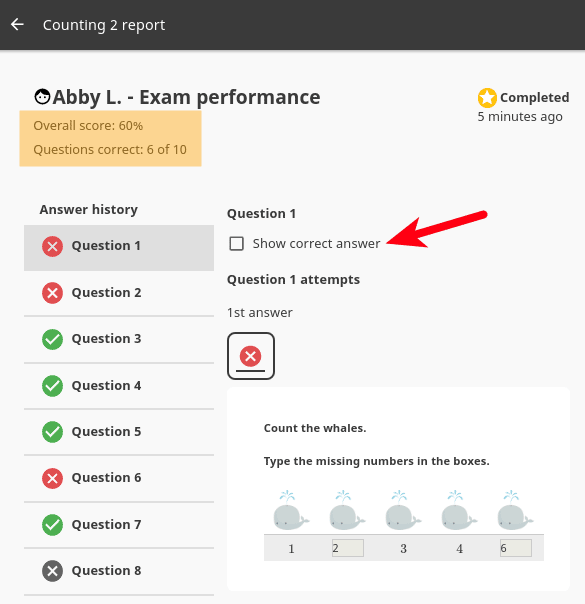 Counting 2 report
Abby L. - Exam performance
Completed
Overall score: 60%
5 minutes ago
Questions correct: 6 of 10
Answer history
Question 1
Question 2
Question 3
Question 4
Question 5
Question 6
Question 7
Question 8
Question 1
Show correct answer
Question 1 attempts
1st answer
Count the whales.
Type the missing numbers in the boxes.
1 2 3 4 6